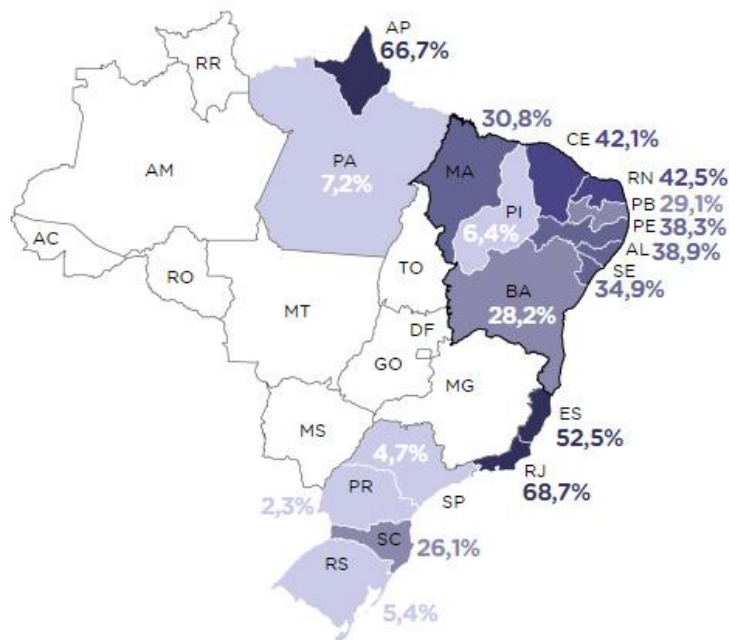 AP
66,7%
RR
30,8%
CE 42,1%
AM
PA
7,2%
MA
RN 42,5%
PI
6,4%
PB 29,1%
PE 38,3%
AL 38,9%
SE
34,9%
AC
TO
RO
BA
28,2%
MT
DF
GO
MG
MS
ES
52,5%
4,7%
RJ
68,7%
PR
2,3%
SP
SC
26,1%
RS
5,4%